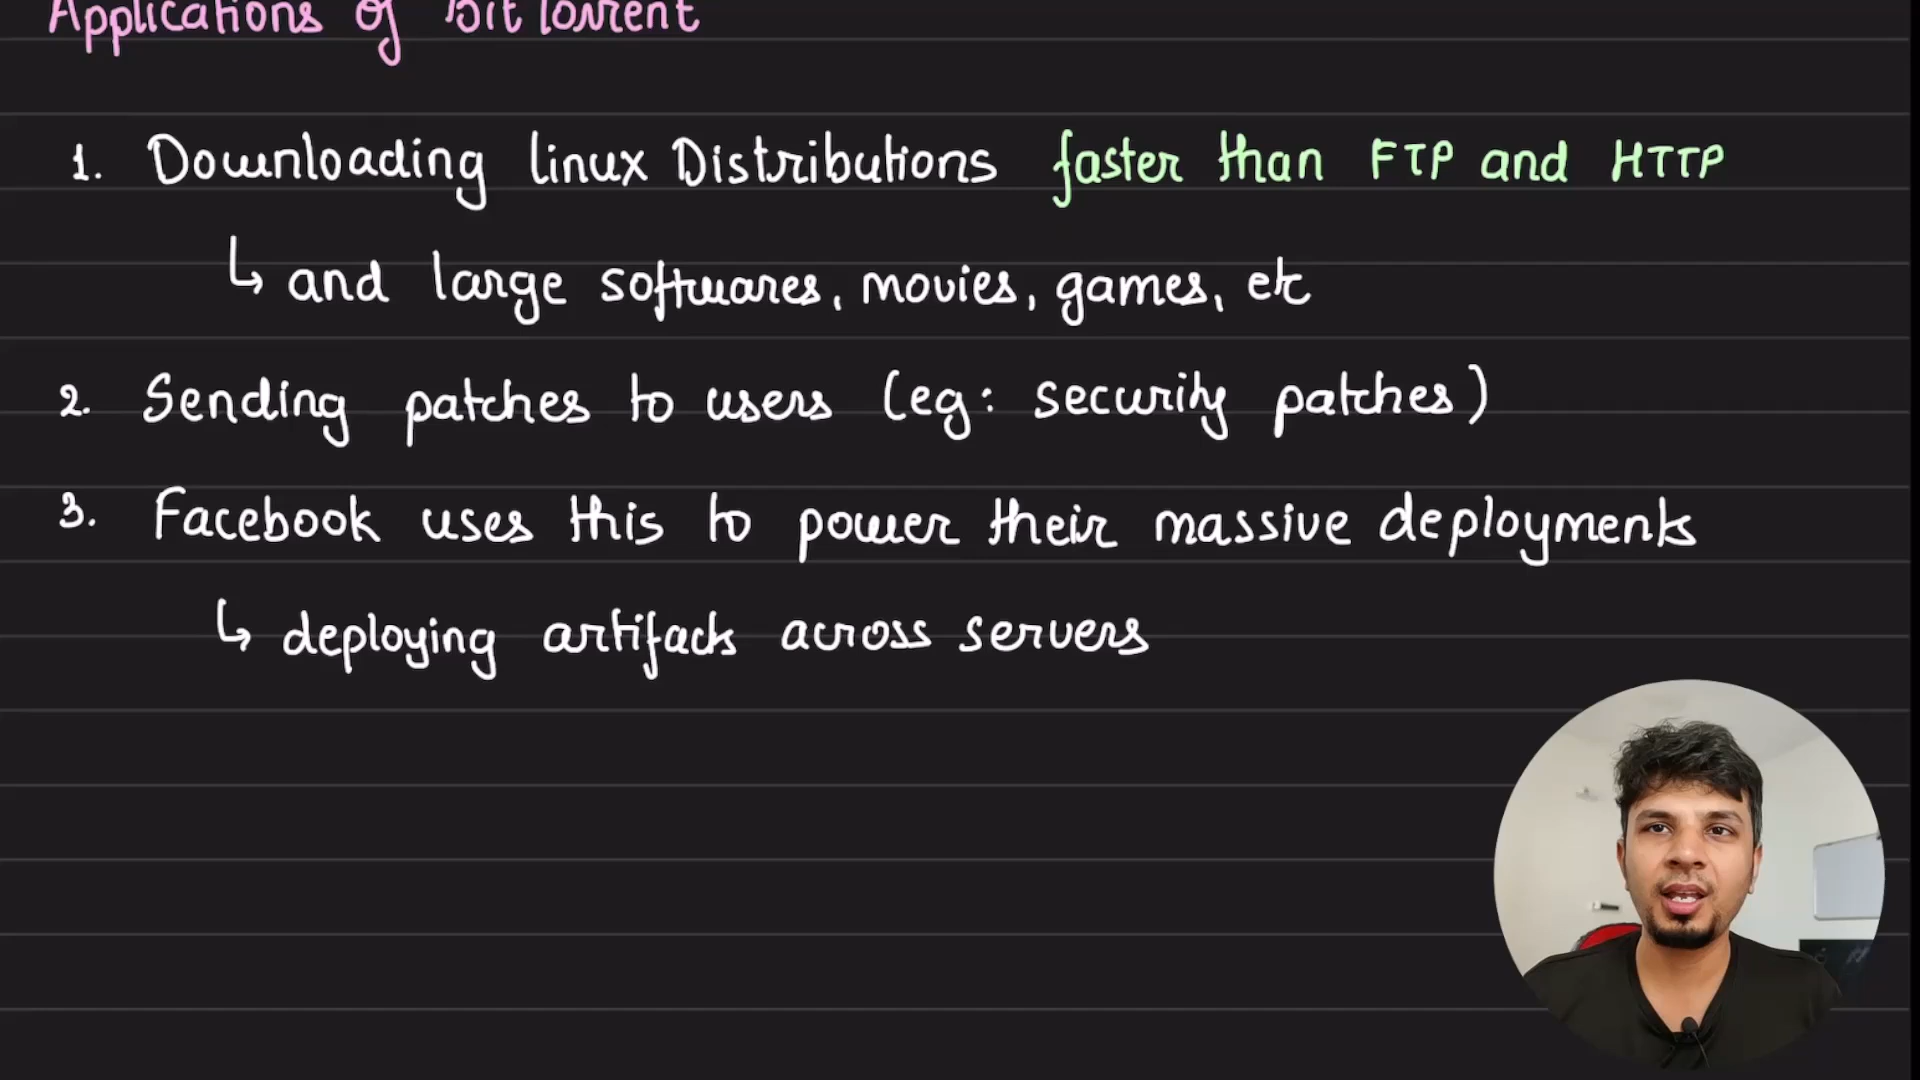 Applications of BitTorrent
1. Downloading linux Distributions faster than FTP and HTTP
↳ and large softwares, movies, games, etc
2. Sending patches to users (eg: security patches)
3. Facebook uses this to power their massive deployments
↳ deploying artifacts across servers